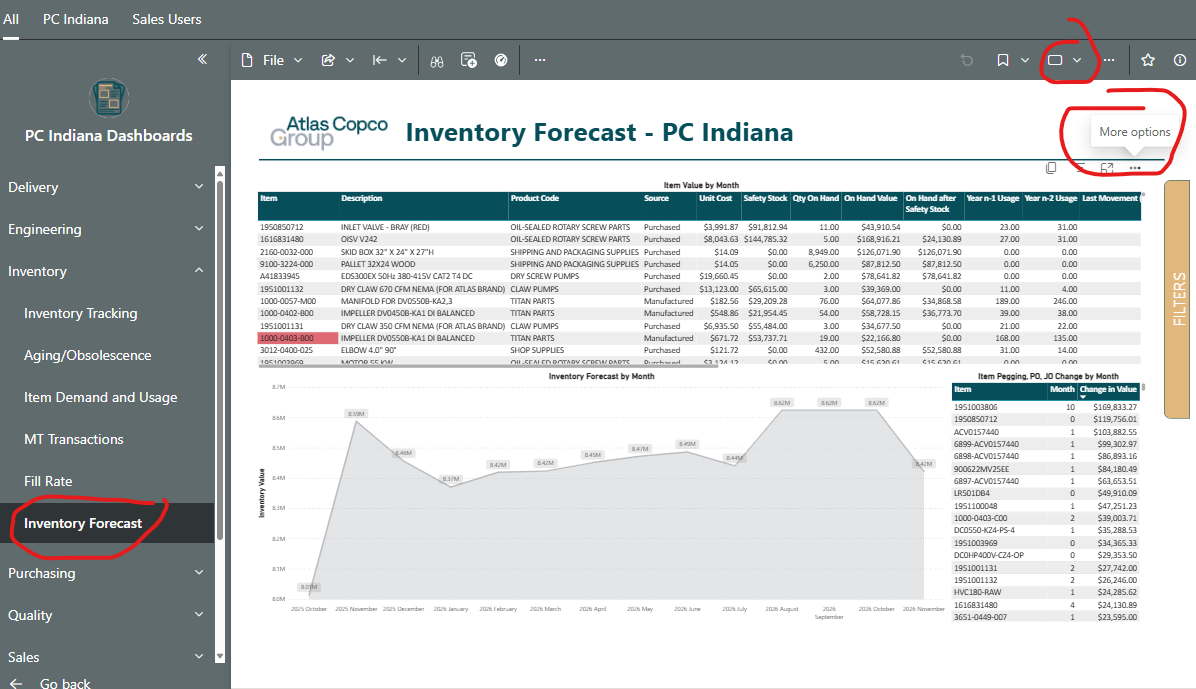 All PC Indiana Sales Users
File
PC Indiana Dashboards
Delivery
Engineering
Inventory
Inventory Tracking
Aging/Obsolescence
Item Demand and Usage
MT Transactions
Fill Rate
Inventory Forecast
Purchasing
Quality
Sales
Go back
Atlas Copco
Group
Inventory Forecast - PC Indiana
More options
FILTERS
Item Value by Month
Item Description Product Code Source Unit Cost Safety Stock Qty On Hand On Hand Value On Hand after Safety Stock Year n-1 Usage Year n-2 Usage Last Movement
1950850712 INLET VALVE - BRAY (RED) OIL-SEALED ROTARY SCREW PARTS Purchased $3,991.87 $91,812.94 11.00 $43,910.54 $0.00 23.00 31.00
1616831480 OISV V242 OIL-SEALED ROTARY SCREW PARTS Purchased $8,043.63 $144,785.32 5.00 $168,916.21 $24,130.89 27.00 31.00
2160-0032-000 SKID BOX 32" X 24" X 27"H SHIPPING AND PACKAGING SUPPLIES Purchased $14.09 $0.00 8,949.00 $126,071.90 $126,071.90 0.00 0.00
9100-3224-000 PALLET 32X24 WOOD SHIPPING AND PACKAGING SUPPLIES Purchased $14.05 $0.00 6,250.00 $87,812.50 $87,812.50 0.00 0.00
A41833945 EDS300EX 50Hz 380-415V CAT2 T4 DC DRY SCREW PUMPS Purchased $19,660.45 $0.00 2.00 $78,641.82 $78,641.82 0.00 0.00
1951001132 DRY CLAW 670 CFM NEMA (FOR ATLAS BRAND) CLAW PUMPS Purchased $13,123.00 $65,615.00 3.00 $39,369.00 $0.00 11.00 4.00
1000-0057-M00 MANIFOLD FOR DV0550B-KA2,3 TITAN PARTS Manufactured $182.56 $29,209.28 76.00 $64,077.86 $34,868.58 189.00 246.00
1000-0402-B00 IMPELLER DV0450B-KA1 DI BALANCED TITAN PARTS Manufactured $548.86 $21,954.45 54.00 $58,728.15 $36,773.70 39.00 38.00
1951001131 DRY CLAW 350 CFM NEMA (FOR ATLAS BRAND) CLAW PUMPS Purchased $6,935.50 $55,484.00 3.00 $34,677.50 $0.00 21.00 22.00
1000-0403-B00 IMPELLER DV0550B-KA1 DI BALANCED TITAN PARTS Manufactured $671.72 $53,737.71 19.00 $22,166.80 $0.00 168.00 135.00
3012-0400-025 ELBOW 4.0" 90° SHOP SUPPLIES Purchased $121.72 $0.00 432.00 $52,580.88 $52,580.88 31.00 14.00
1951003969 MOTOR 55 KW OIL-SEALED ROTARY SCREW PARTS Purchased $3,124.12 $0.00 5.00 $15,620.61 $15,620.61 0.00 0.00
Inventory Forecast by Month
Inventory Value
8.7M
8.6M
8.5M
8.4M
8.3M
8.2M
8.1M
8.0M
8.01M 8.59M 8.46M 8.37M 8.42M 8.42M 8.45M 8.47M 8.49M 8.44M 8.62M 8.62M 8.62M 8.42M
2025 October 2025 November 2025 December 2026 January 2026 February 2026 March 2026 April 2026 May 2026 June 2026 July 2026 August 2026 September 2026 October 2026 November
Item Pegging, PO, JO Change by Month
Item Month Change in Value
1951003806 10 $169,833.27
1950850712 0 $119,756.01
ACV0157440 1 $103,882.55
6899-ACV0157440 1 $99,302.97
6898-ACV0157440 1 $86,893.16
900622MV25EE 1 $84,180.49
6897-ACV0157440 1 $63,653.51
LRS01DB4 0 $49,910.09
1951100048 1 $47,251.23
1000-0403-C00 2 $39,003.71
DC0550-KZ4-PS-4 1 $35,288.53
1951003969 0 $34,365.33
DC0HP400V-CZ4-OP 0 $29,353.50
1951001131 2 $27,742.00
1951001132 2 $26,246.00
HVC180-RAW 1 $24,285.62
1616831480 4 $24,130.89
3651-0449-007 1 $23,595.00